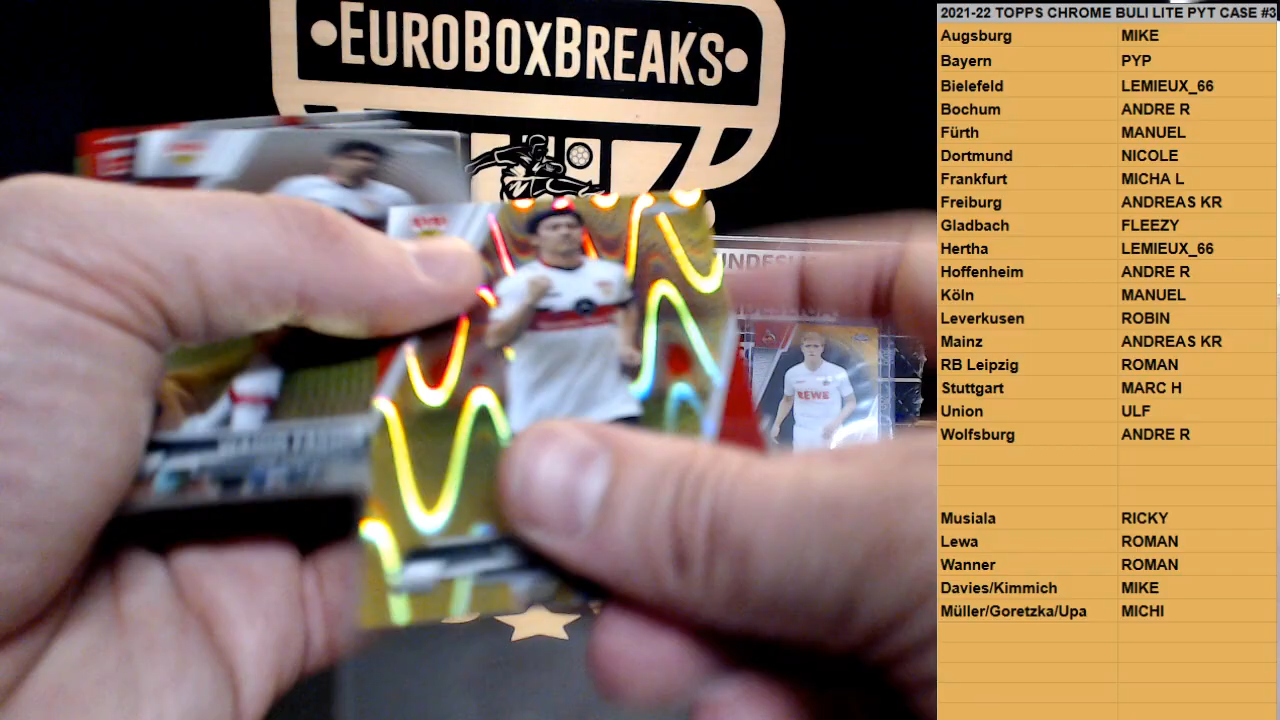 •EUROBOXBREAKS•
2021-22 TOPPS CHROME BULI LITE PYT CASE #3
Augsburg MIKE
Bayern PYP
Bielefeld LEMIEUX_66
Bochum ANDRE R
Fürth MANUEL
Dortmund NICOLE
Frankfurt MICHA L
Freiburg ANDREAS KR
Gladbach FLEEZY
Hertha LEMIEUX_66
Hoffenheim ANDRE R
Köln MANUEL
Leverkusen ROBIN
Mainz ANDREAS KR
RB Leipzig ROMAN
Stuttgart MARC H
Union ULF
Wolfsburg ANDRE R
Musiala RICKY
Lewa ROMAN
Wanner ROMAN
Davies/Kimmich MIKE
Müller/Goretzka/Upa MICHI
REWE